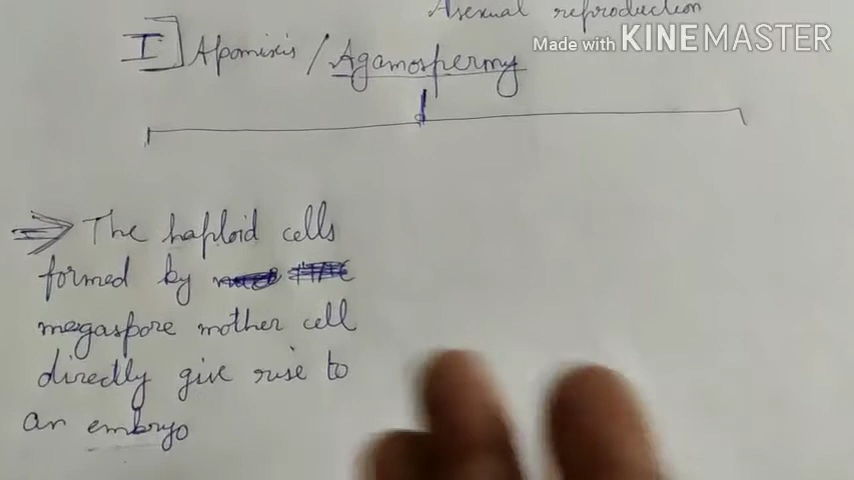 Asexual reproduction
Made with KINEMASTER
I] Apomixis / Agamospermy
The haploid cells
formed by
megaspore mother cell
directly give rise to
an embryo